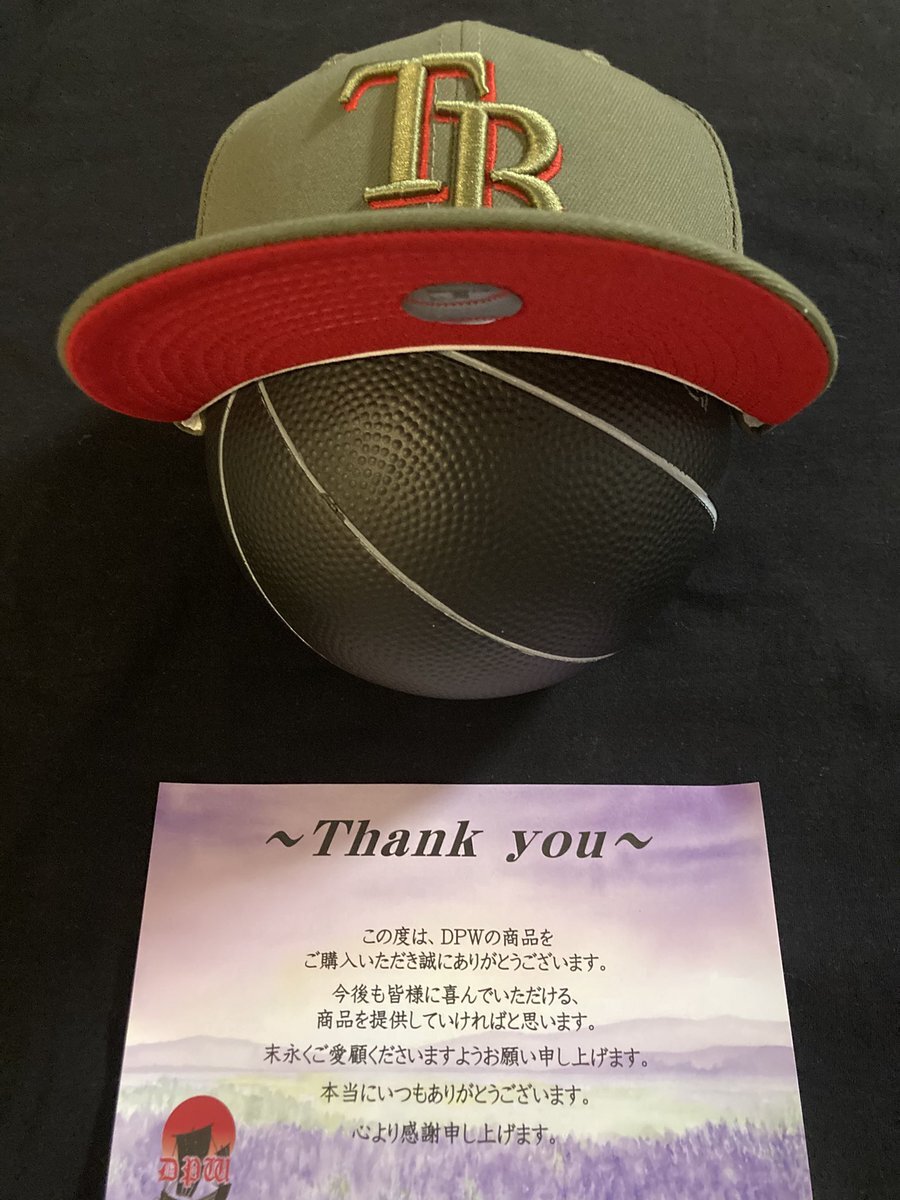 TB
~Thank you~
この度は、DPWの商品を
ご購入いただき誠にありがとうございます。
今後も皆様に喜んでいただける、
商品を提供していければと思います。
末永くご愛顧くださいますようお願い申し上げます。
本当にいつもありがとうございます。
心より感謝申し上げます。
DPW